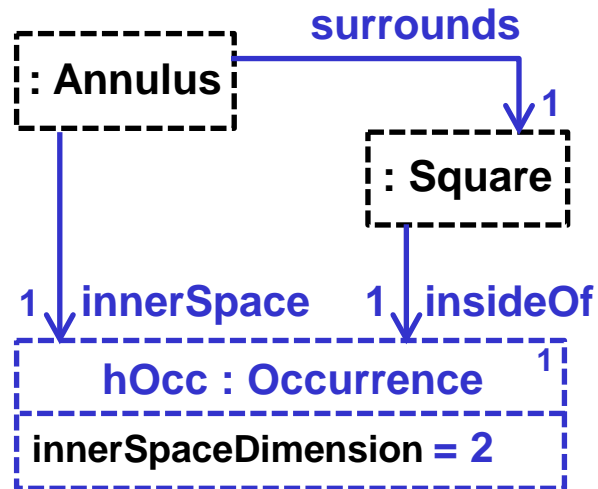 surrounds
: Annulus
1
: Square
1 innerSpace
1 insideOf
hOcc : Occurrence
1
innerSpaceDimension = 2